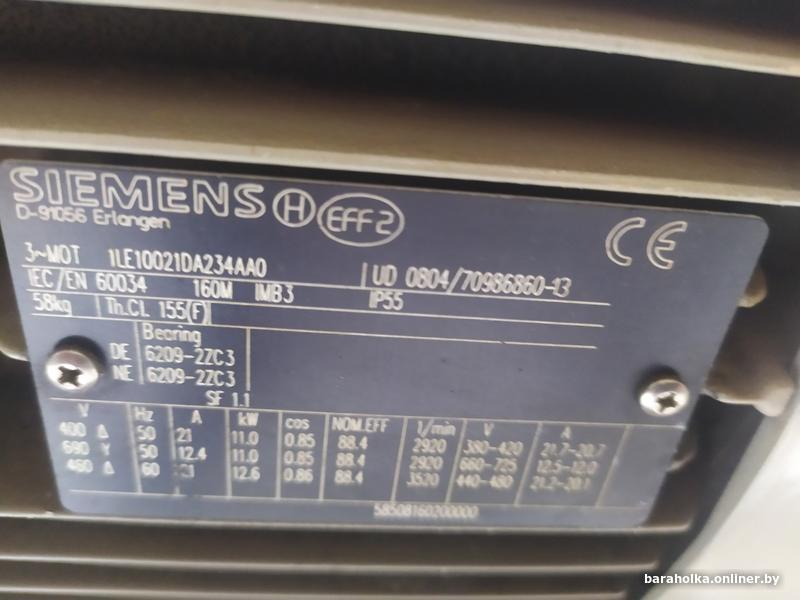 SIEMENS H EFF2 CE
D-91056 Erlangen
3~MOT 1LE10021DA234AA0 UD 0804/70986860-13
IEC/EN 60034 160M IMB3 IP55
58kg Th.Cl. 155(F)
Bearing
DE 6209-2ZC3
NE 6209-2ZC3
SF 1.1
V Hz A kW cos NOM.EFF 1/min V A
400 Δ 50 21 11.0 0.85 88.4 2920 380-420 21.7-20.7
690 Y 50 12.4 11.0 0.85 88.4 2920 660-725 12.5-12.0
460 Δ 60 12.6 0.86 88.4 3520 440-480 21.2-20.1
58508160200000
baraholka.onliner.by